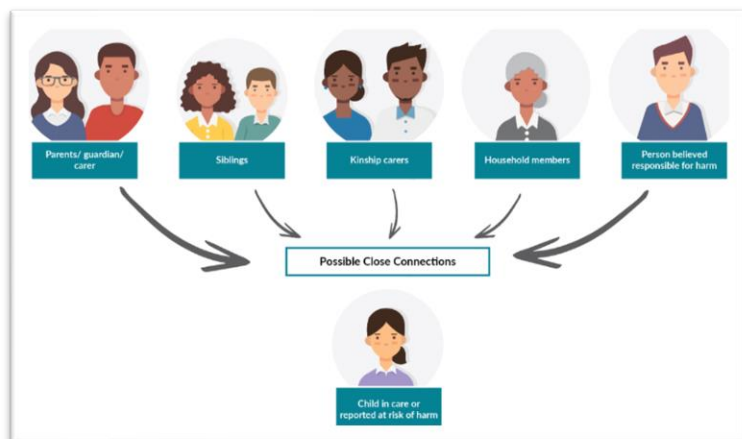 Parents/ guardian/
carer
Siblings
Kinship carers
Household members
Person believed
responsible for harm
Possible Close Connections
Child in care or
reported at risk of harm